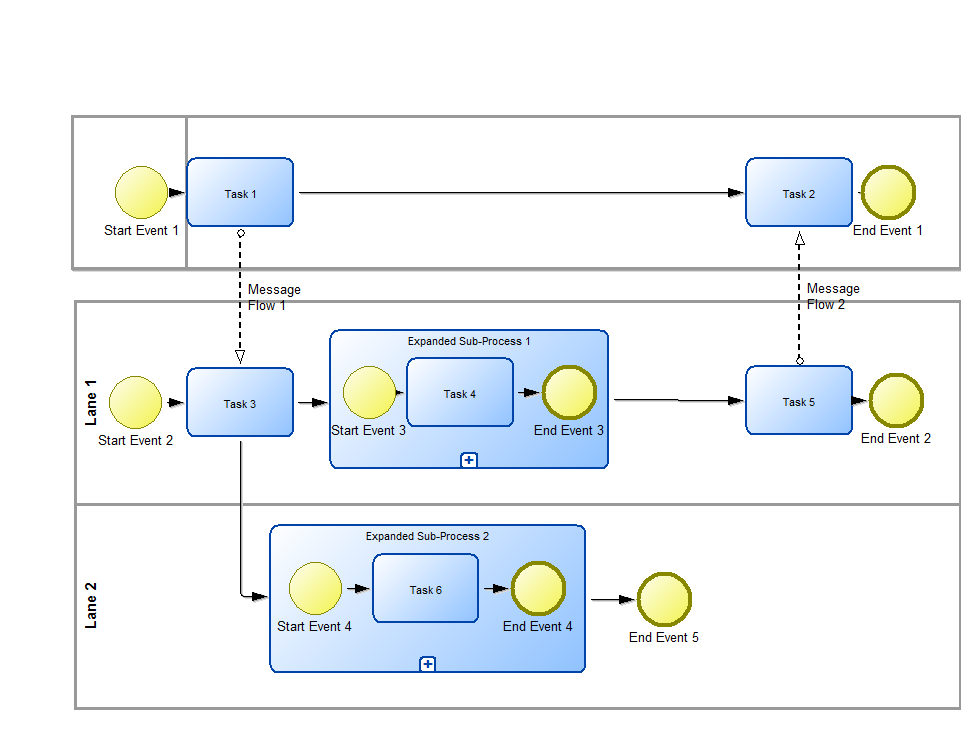 Task 1
Task 2
Start Event 1
End Event 1
Message
Flow 1
Message
Flow 2
Lane 1
Expanded Sub-Process 1
Task 3
Task 4
Task 5
Start Event 2
Start Event 3
End Event 3
End Event 2
Lane 2
Expanded Sub-Process 2
Task 6
Start Event 4
End Event 4
End Event 5